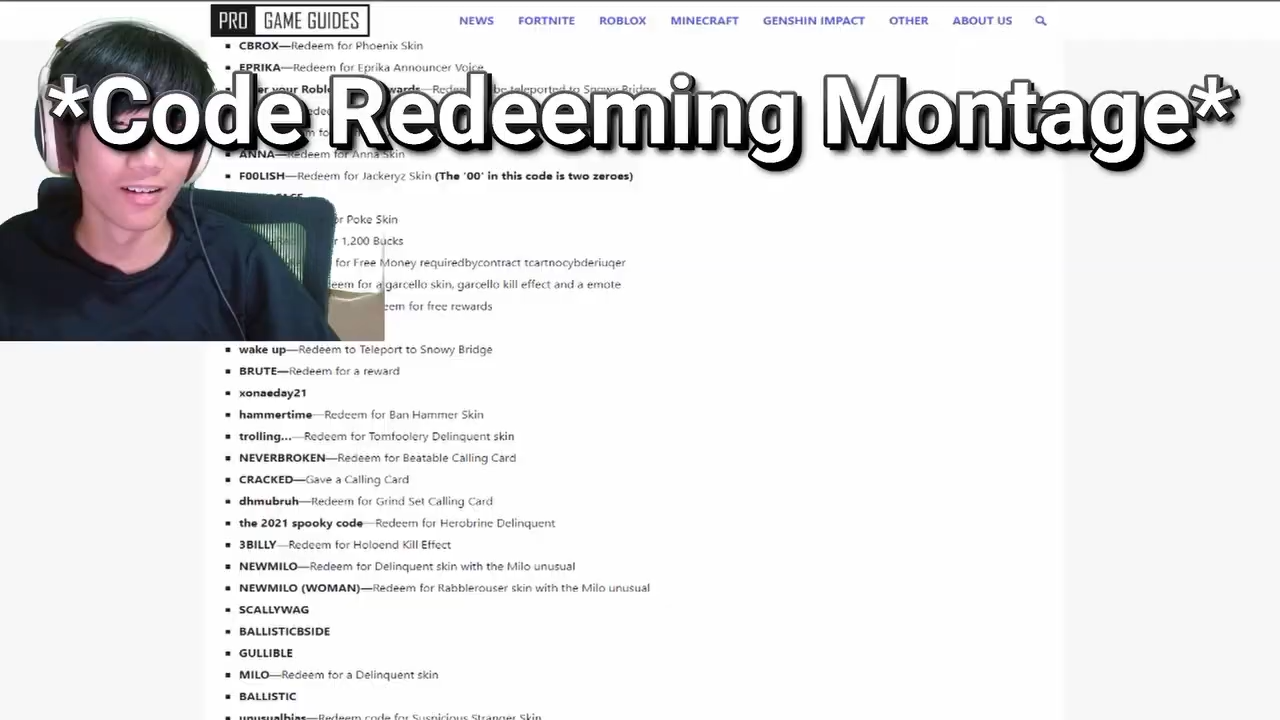 PRO GAME GUIDES NEWS FORTNITE ROBLOX MINECRAFT GENSHIN IMPACT OTHER ABOUT US
CBROX—Redeem for Phoenix Skin
EPRIKA—Redeem for Eprika Announcer Voice
*Code Redeeming Montage*
be teleported to Snowy Bridge
ANNA—Redeem for Anna Skin
F00LISH—Redeem for Jackeryz Skin (The '00' in this code is two zeroes)
Poke Skin
1,200 Bucks
for Free Money requiredbycontract tcartnocybderiuqer
a garcello skin, garcello kill effect and a emote
for free rewards
wake up—Redeem to Teleport to Snowy Bridge
BRUTE—Redeem for a reward
xonaeday21
hammertime—Redeem for Ban Hammer Skin
trolling...—Redeem for Tomfoolery Delinquent skin
NEVERBROKEN—Redeem for Beatable Calling Card
CRACKED—Gave a Calling Card
dhmubruh—Redeem for Grind Set Calling Card
the 2021 spooky code—Redeem for Herobrine Delinquent
3BILLY—Redeem for Holoend Kill Effect
NEWMILO—Redeem for Delinquent skin with the Milo unusual
NEWMILO (WOMAN)—Redeem for Rabblerouser skin with the Milo unusual
SCALLYWAG
BALLISTICBSIDE
GULLIBLE
MILO—Redeem for a Delinquent skin
BALLISTIC
unusualbias—Redeem code for Suspicious Stranger Skin